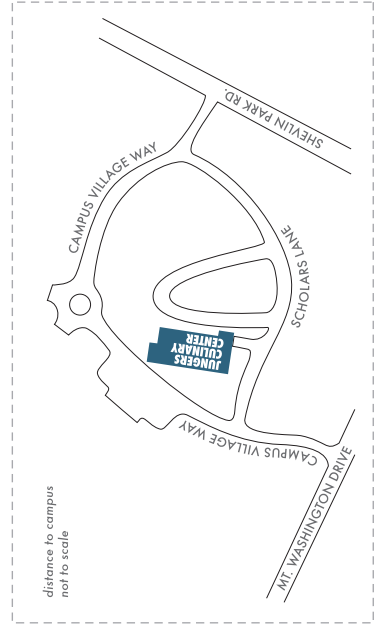 SHEVLIN PARK RD.
CAMPUS VILLAGE WAY
SCHOLARS LANE
JUNGERS
CULINARY
CENTER
CAMPUS VILLAGE WAY
MT. WASHINGTON DRIVE
distance to campus
not to scale